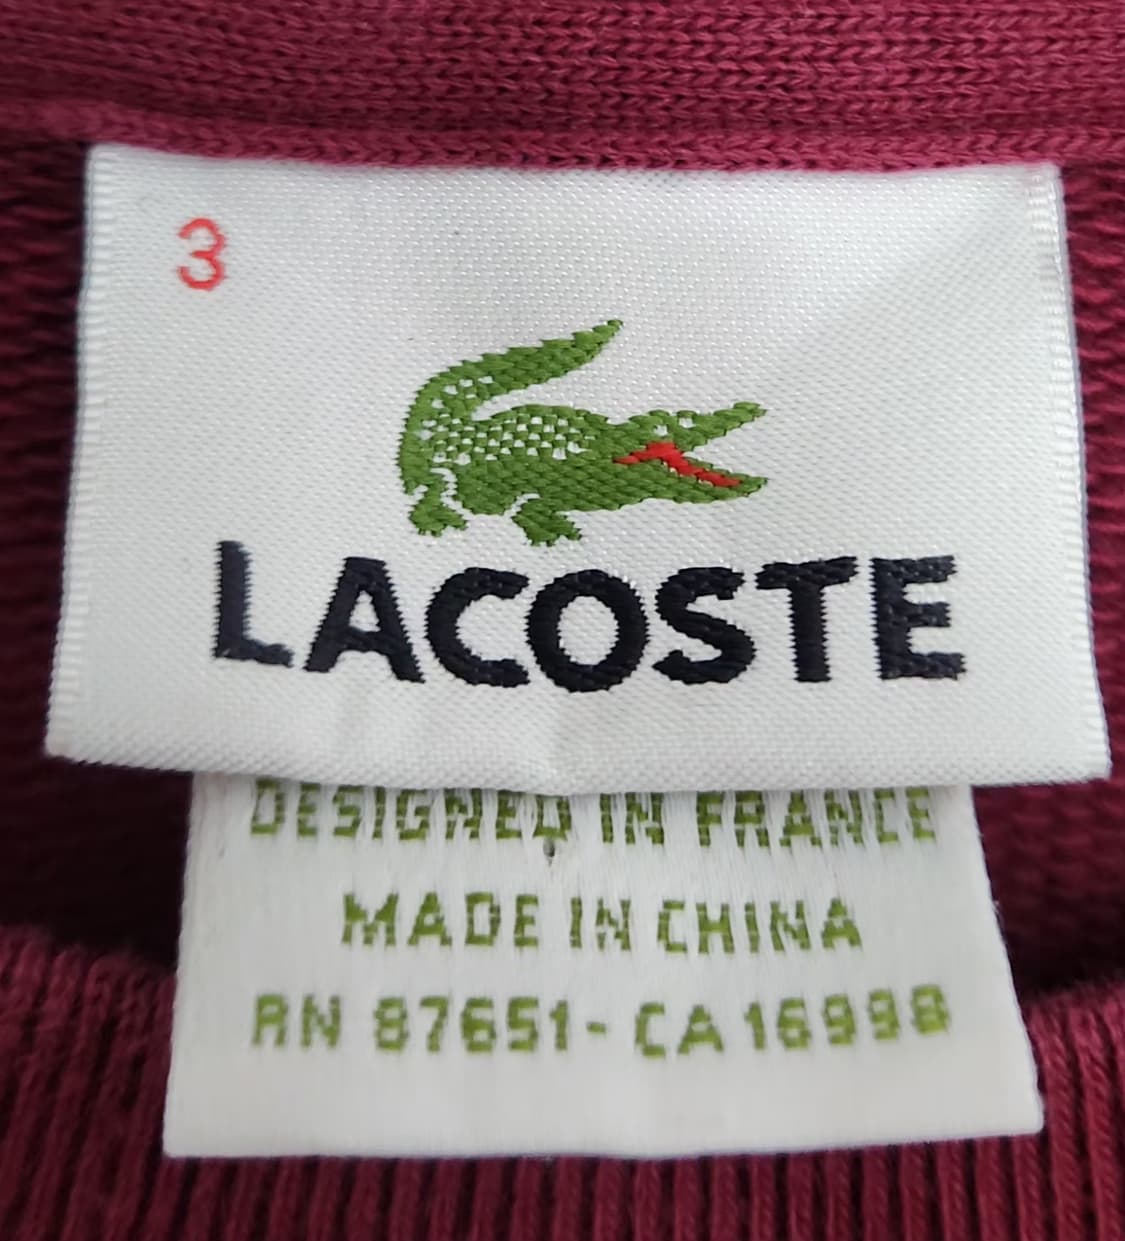 3
LACOSTE
DESIGNED IN FRANCE
MADE IN CHINA
RN 87651 - CA 16998